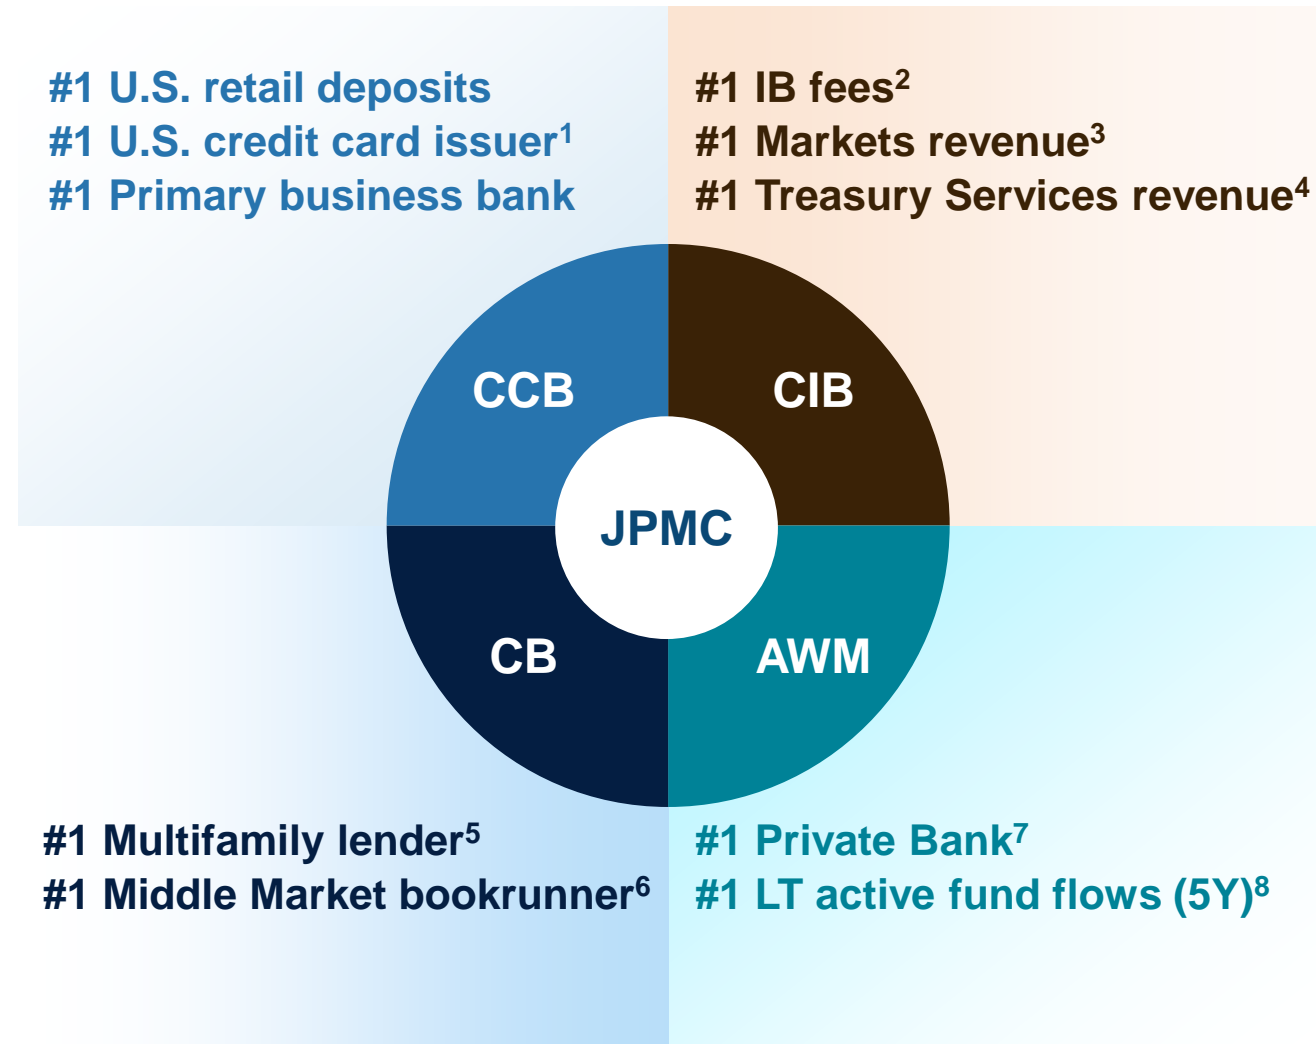 #1 U.S. retail deposits
#1 U.S. credit card issuer¹
#1 Primary business bank
#1 IB fees²
#1 Markets revenue³
#1 Treasury Services revenue⁴
CCB
CIB
JPMC
CB
AWM
#1 Multifamily lender⁵
#1 Middle Market bookrunner⁶
#1 Private Bank⁷
#1 LT active fund flows (5Y)⁸